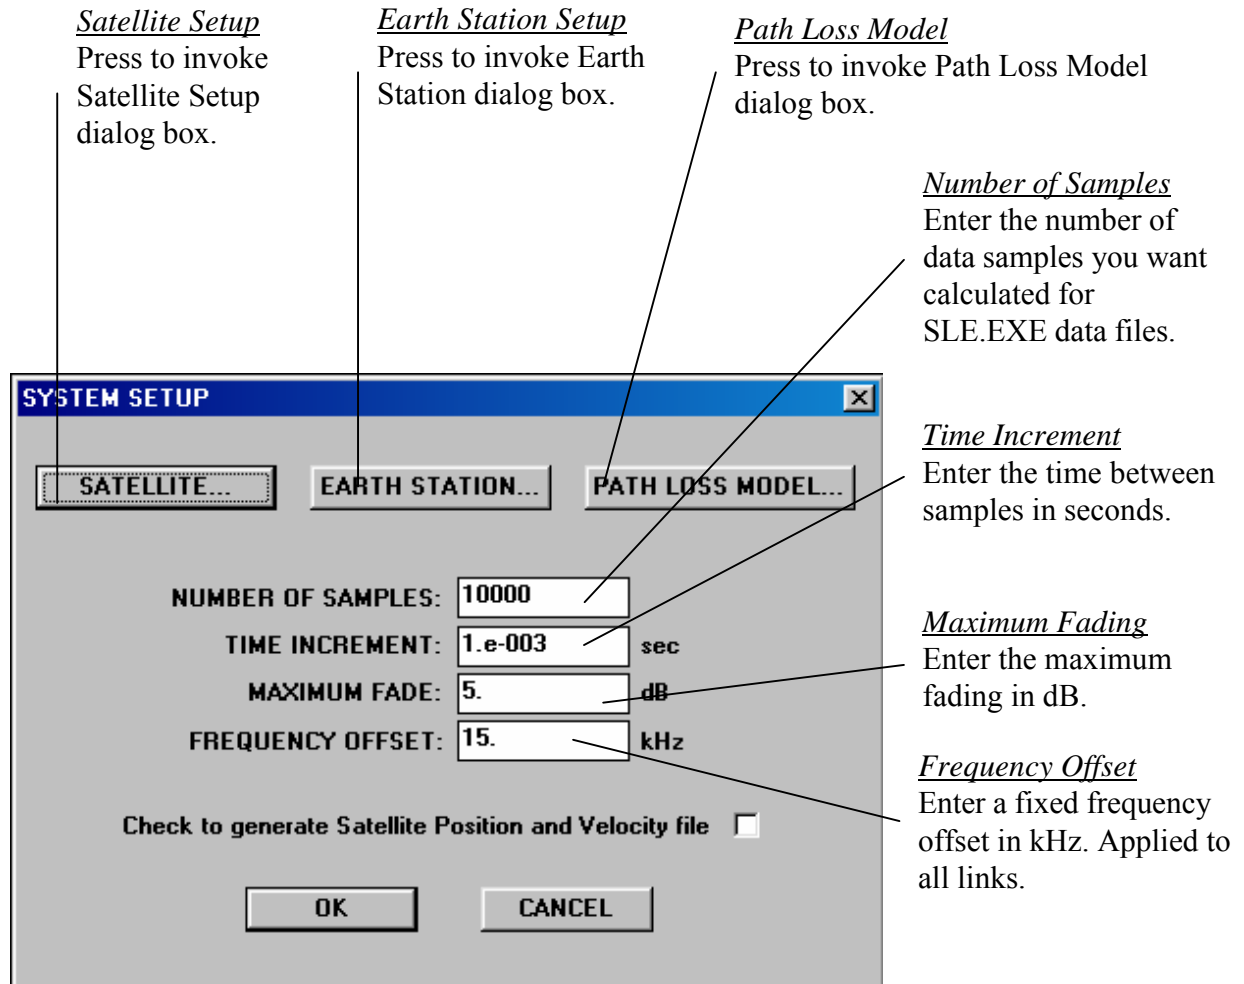 Satellite Setup
Press to invoke
Satellite Setup
dialog box.
Earth Station Setup
Press to invoke Earth
Station dialog box.
Path Loss Model
Press to invoke Path Loss Model
dialog box.
Number of Samples
Enter the number of
data samples you want
calculated for
SLE.EXE data files.
SYSTEM SETUP
SATELLITE...
EARTH STATION...
PATH LOSS MODEL...
Time Increment
Enter the time between
samples in seconds.
NUMBER OF SAMPLES: 10000
TIME INCREMENT: 1.e-003 sec
MAXIMUM FADE: 5. dB
FREQUENCY OFFSET: 15. kHz
Maximum Fading
Enter the maximum
fading in dB.
Frequency Offset
Enter a fixed frequency
offset in kHz. Applied to
all links.
Check to generate Satellite Position and Velocity file
OK
CANCEL